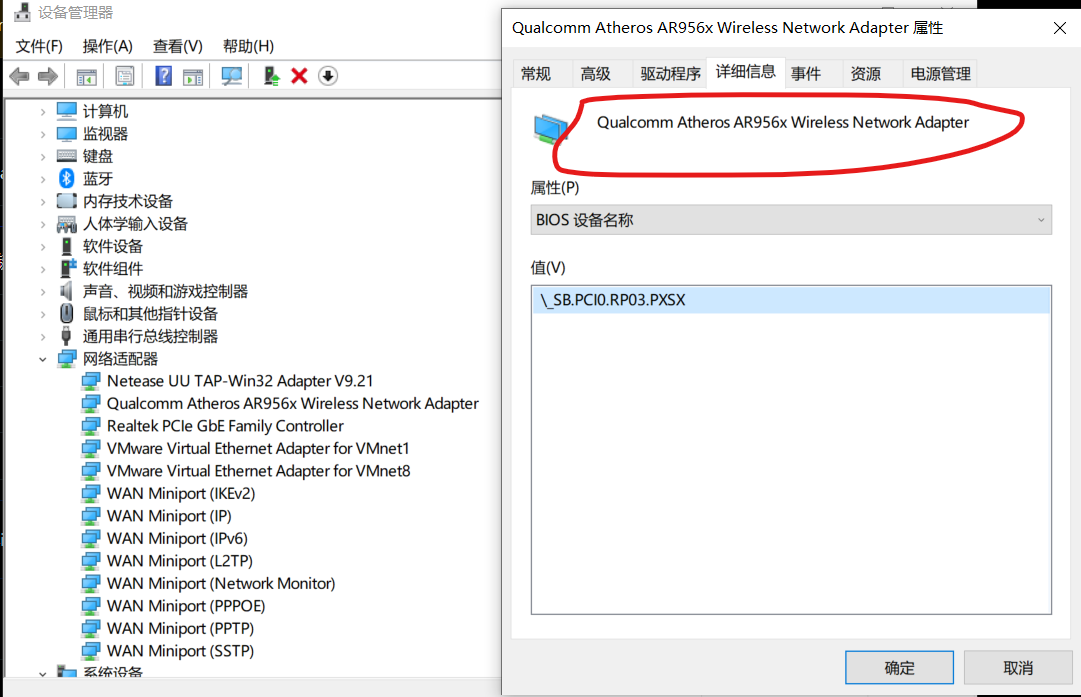 设备管理器
文件(F) 操作(A) 查看(V) 帮助(H)
计算机
监视器
键盘
蓝牙
内存技术设备
人体学输入设备
软件设备
软件组件
声音、视频和游戏控制器
鼠标和其他指针设备
通用串行总线控制器
网络适配器
Netease UU TAP-Win32 Adapter V9.21
Qualcomm Atheros AR956x Wireless Network Adapter
Realtek PCIe GbE Family Controller
VMware Virtual Ethernet Adapter for VMnet1
VMware Virtual Ethernet Adapter for VMnet8
WAN Miniport (IKEv2)
WAN Miniport (IP)
WAN Miniport (IPv6)
WAN Miniport (L2TP)
WAN Miniport (Network Monitor)
WAN Miniport (PPPOE)
WAN Miniport (PPTP)
WAN Miniport (SSTP)
系统设备
Qualcomm Atheros AR956x Wireless Network Adapter 属性
常规 高级 驱动程序 详细信息 事件 资源 电源管理
Qualcomm Atheros AR956x Wireless Network Adapter
属性(P)
BIOS 设备名称
值(V)
\_SB.PCI0.RP03.PXSX
确定 取消